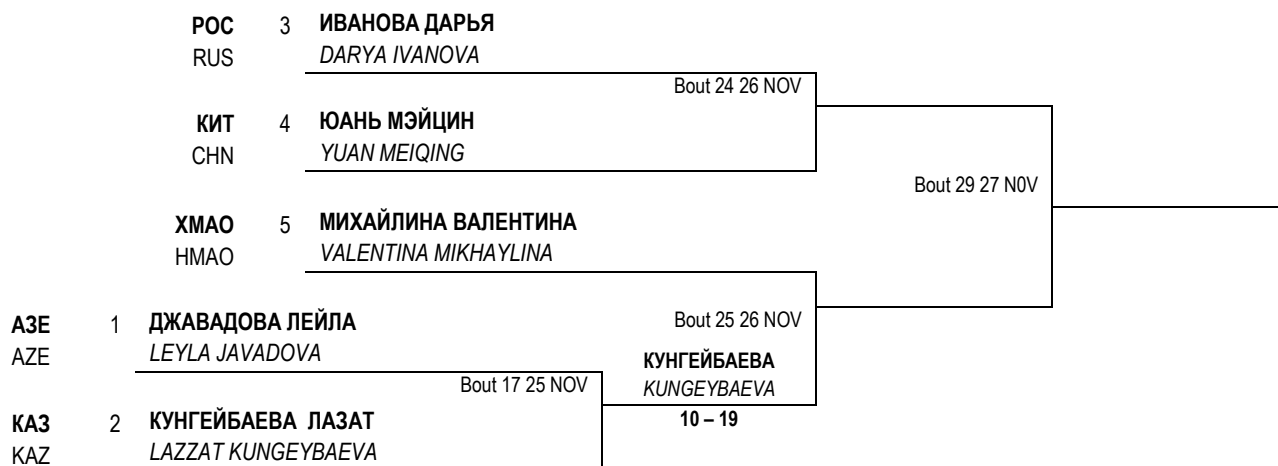 РОС 3 ИВАНОВА ДАРЬЯ
RUS DARYA IVANOVA
Bout 24 26 NOV
КИТ 4 ЮАНЬ МЭЙЦИН
CHN YUAN MEIQING
Bout 29 27 N0V
ХМАО 5 МИХАЙЛИНА ВАЛЕНТИНА
HMAO VALENTINA MIKHAYLINA
АЗЕ 1 ДЖАВАДОВА ЛЕЙЛА Bout 25 26 NOV
AZE LEYLA JAVADOVA КУНГЕЙБАЕВА
Bout 17 25 NOV KUNGEYBAEVA
КАЗ 2 КУНГЕЙБАЕВА ЛАЗАТ 10 – 19
KAZ LAZZAT KUNGEYBAEVA